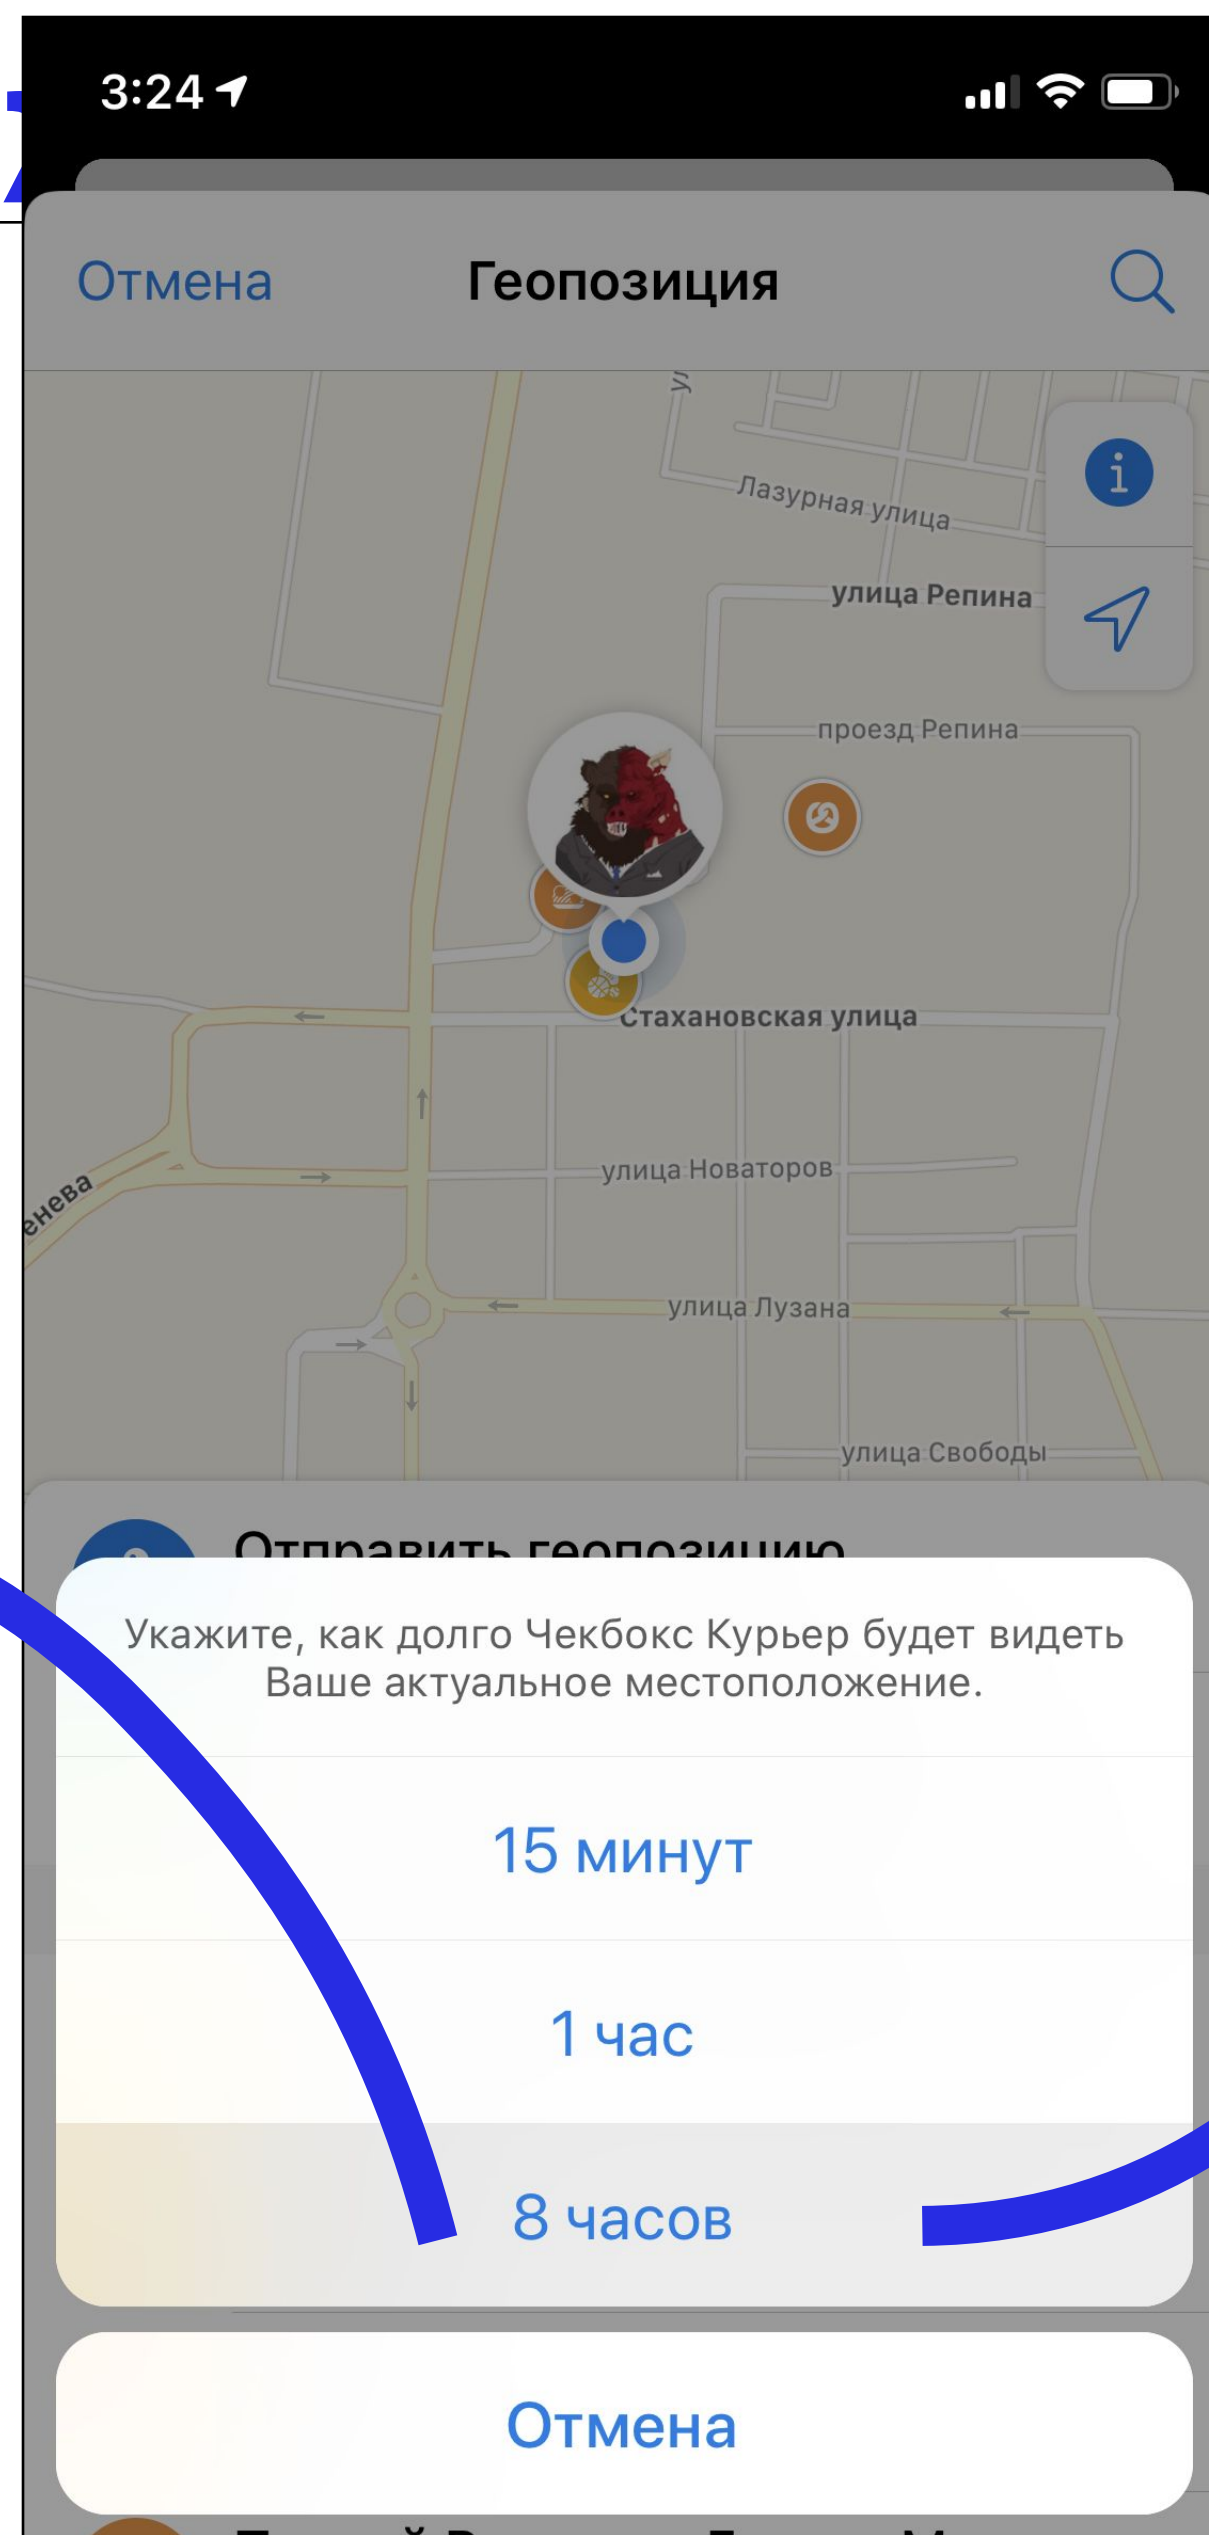 3:24
Отмена
Геопозиция
Лазурная улица
улица Репина
проезд Репина
Стахановская улица
улица Новаторов
улица Лузана
улица Свободы
Отправить геопозицию
Укажите, как долго Чекбокс Курьер будет видеть
Ваше актуальное местоположение.
15 минут
1 час
8 часов
Отмена